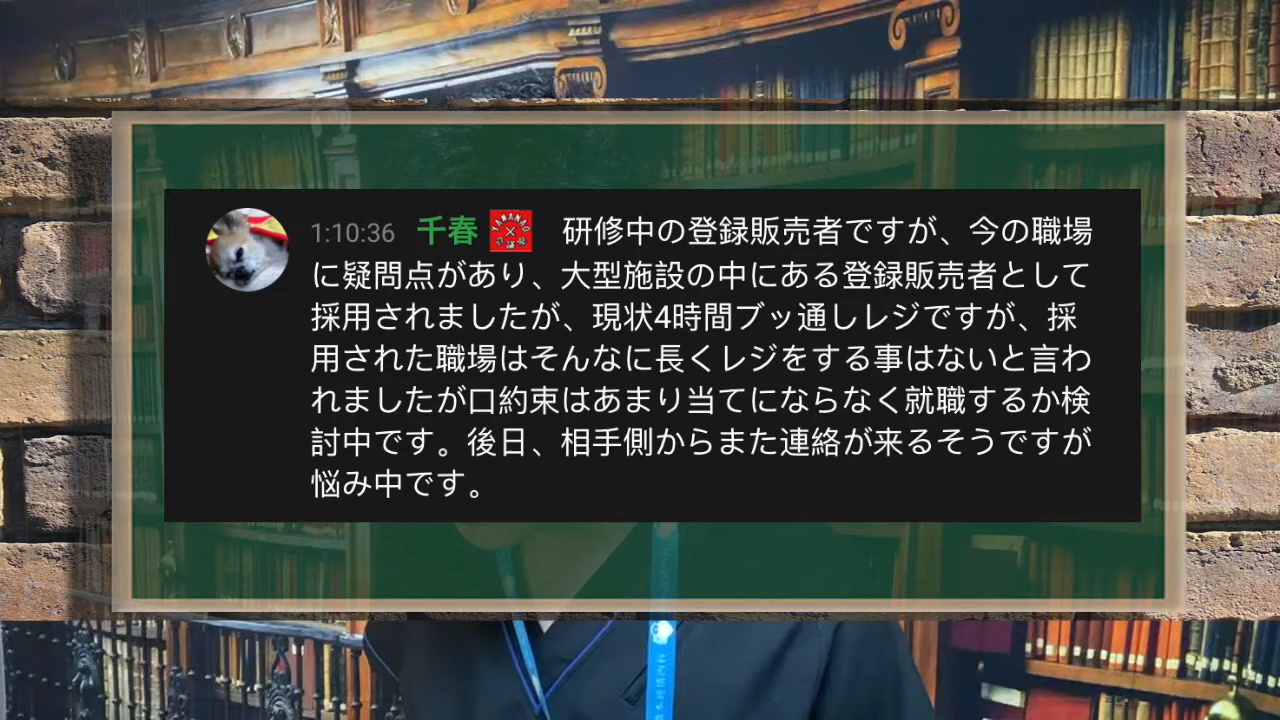 1:10:36 千春 研修中の登録販売者ですが、今の職場
に疑問点があり、大型施設の中にある登録販売者として
採用されましたが、現状4時間ブッ通しレジですが、採
用された職場はそんなに長くレジをする事はないと言わ
れましたが口約束はあまり当てにならなく就職するか検
討中です。後日、相手側からまた連絡が来るそうですが
悩み中です。